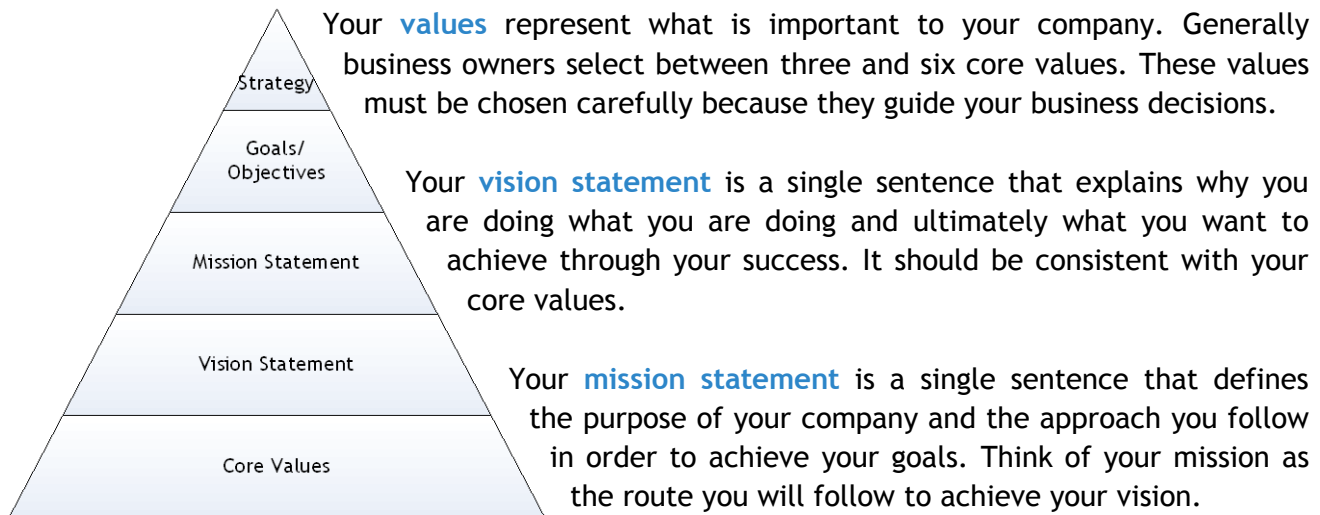 Strategy
Goals/
Objectives
Mission Statement
Vision Statement
Core Values
Your values represent what is important to your company. Generally
business owners select between three and six core values. These values
must be chosen carefully because they guide your business decisions.
Your vision statement is a single sentence that explains why you
are doing what you are doing and ultimately what you want to
achieve through your success. It should be consistent with your
core values.
Your mission statement is a single sentence that defines
the purpose of your company and the approach you follow
in order to achieve your goals. Think of your mission as
the route you will follow to achieve your vision.